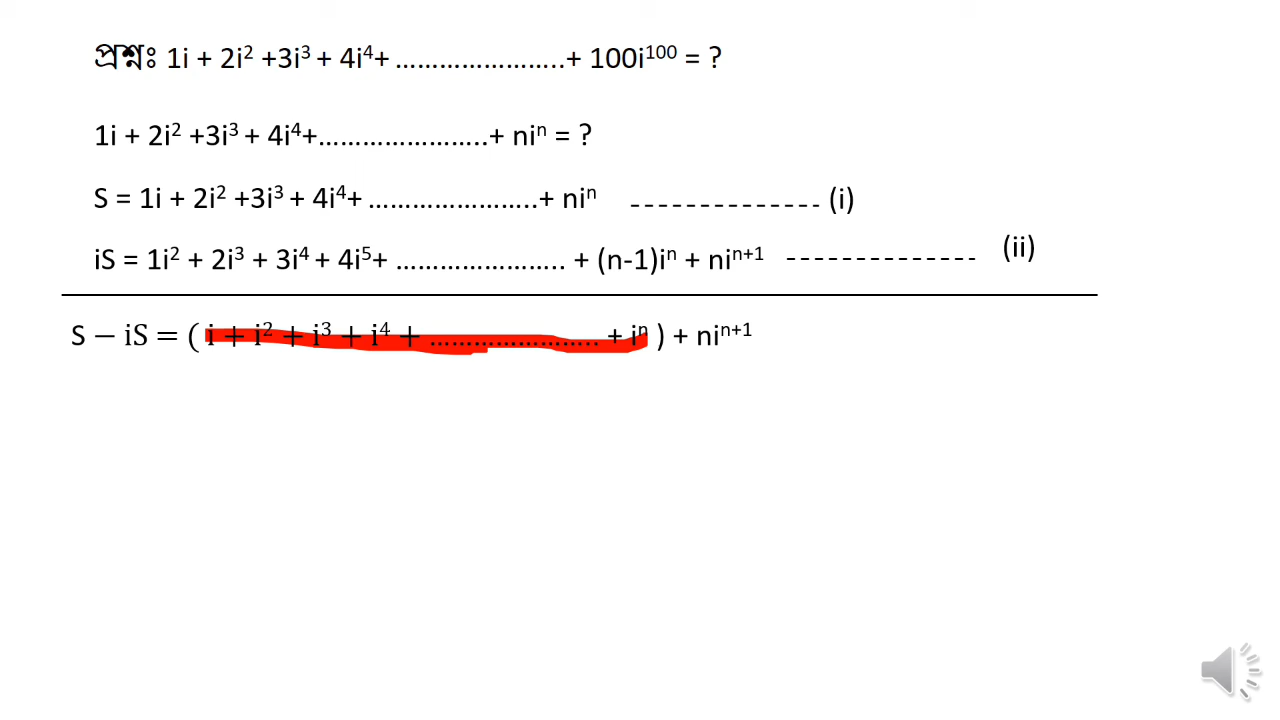 প্রশ্নঃ 1i + 2i² +3i³ + 4i⁴+ …………………..+ 100i¹⁰⁰ = ?
1i + 2i² +3i³ + 4i⁴+…………………..+ niⁿ = ?
S = 1i + 2i² +3i³ + 4i⁴+ …………………..+ niⁿ -------------- (i)
iS = 1i² + 2i³ + 3i⁴ + 4i⁵+ ………………….. + (n-1)iⁿ + niⁿ⁺¹ -------------- (ii)
S − iS = ( i + i² + i³ + i⁴ + ………………….. + iⁿ ) + niⁿ⁺¹